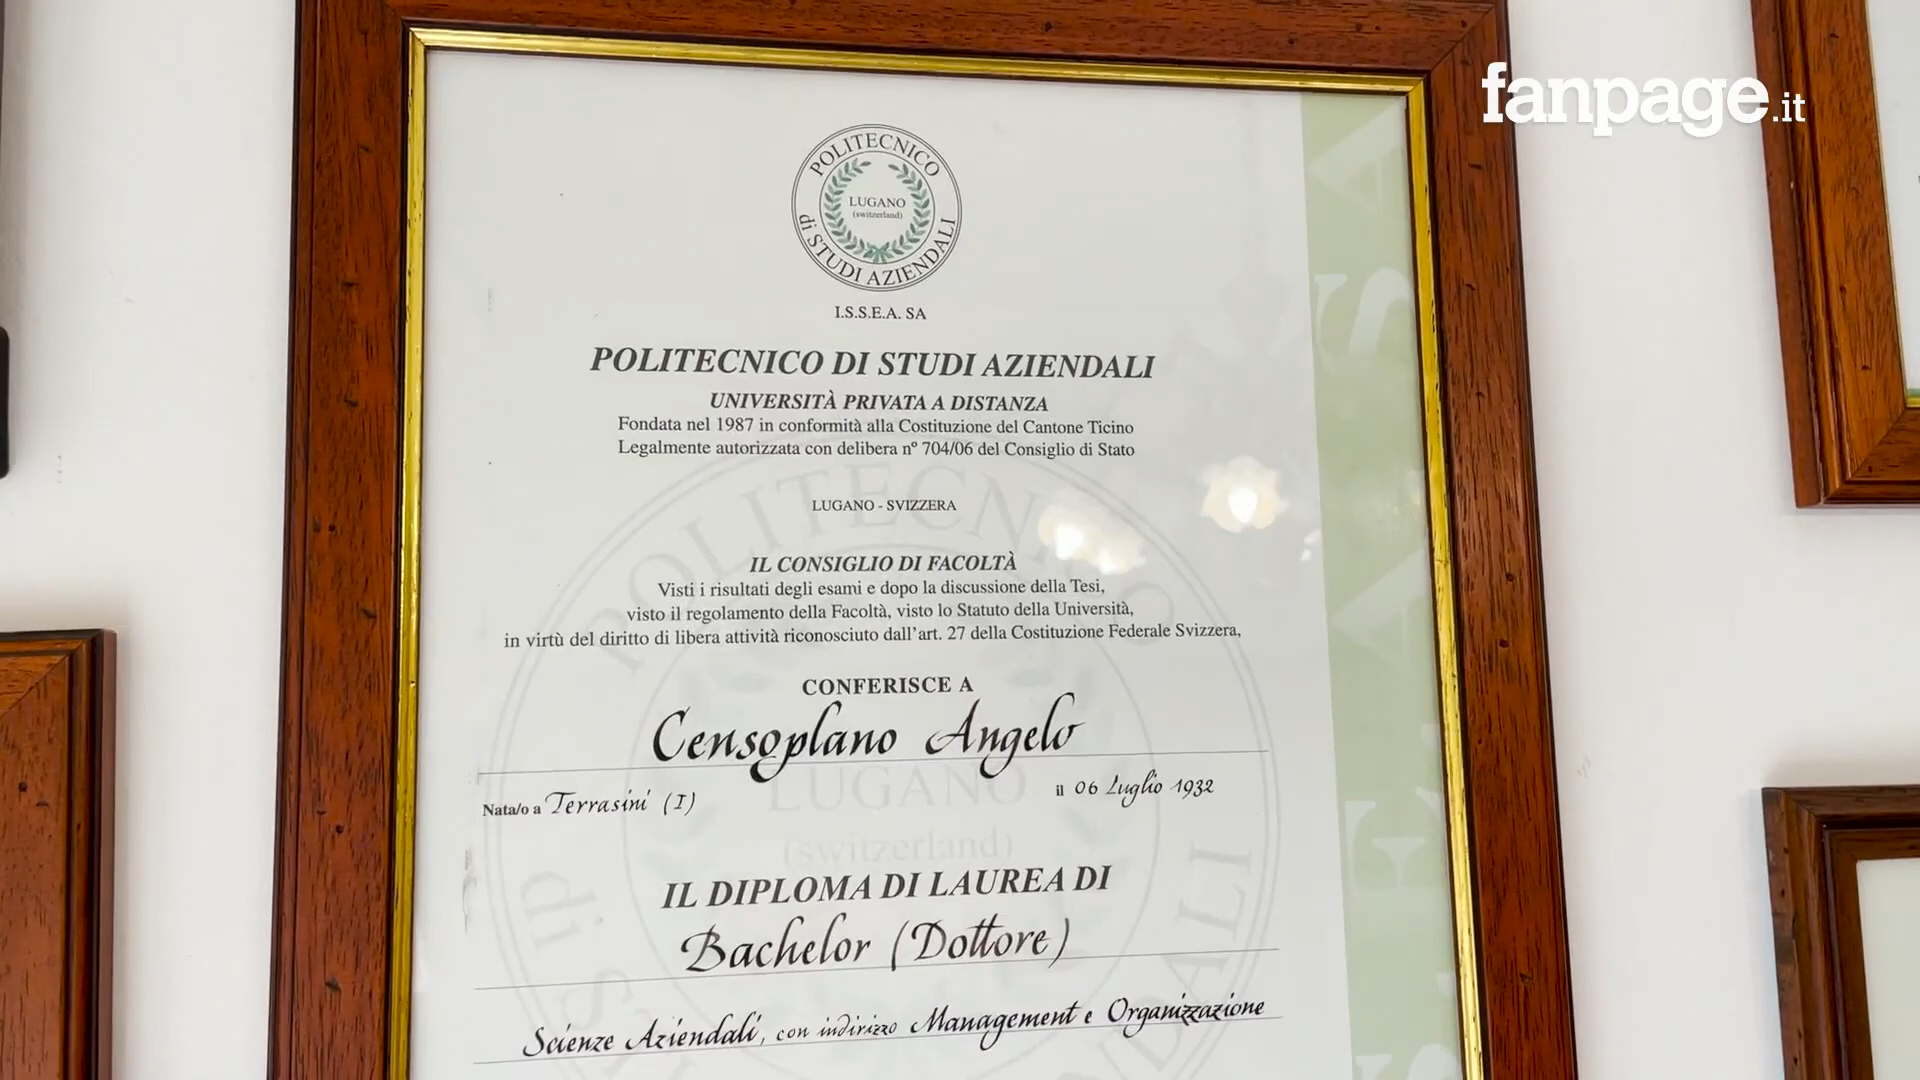 fanpage.it
POLITECNICO
di STUDI AZIENDALI
LUGANO
(switzerland)
I.S.S.E.A. SA
POLITECNICO DI STUDI AZIENDALI
UNIVERSITÀ PRIVATA A DISTANZA
Fondata nel 1987 in conformità alla Costituzione del Cantone Ticino
Legalmente autorizzata con delibera nº 704/06 del Consiglio di Stato
LUGANO - SVIZZERA
IL CONSIGLIO DI FACOLTÀ
Visti i risultati degli esami e dopo la discussione della Tesi,
visto il regolamento della Facoltà, visto lo Statuto della Università,
in virtù del diritto di libera attività riconosciuto dall'art. 27 della Costituzione Federale Svizzera,
CONFERISCE A
Censoplano Angelo
Nata/o a Terrasini (I) il 06 Luglio 1932
LUGANO
(switzerland)
IL DIPLOMA DI LAUREA DI
Bachelor (Dottore)
Scienze Aziendali, con indirizzo Management e Organizzazione